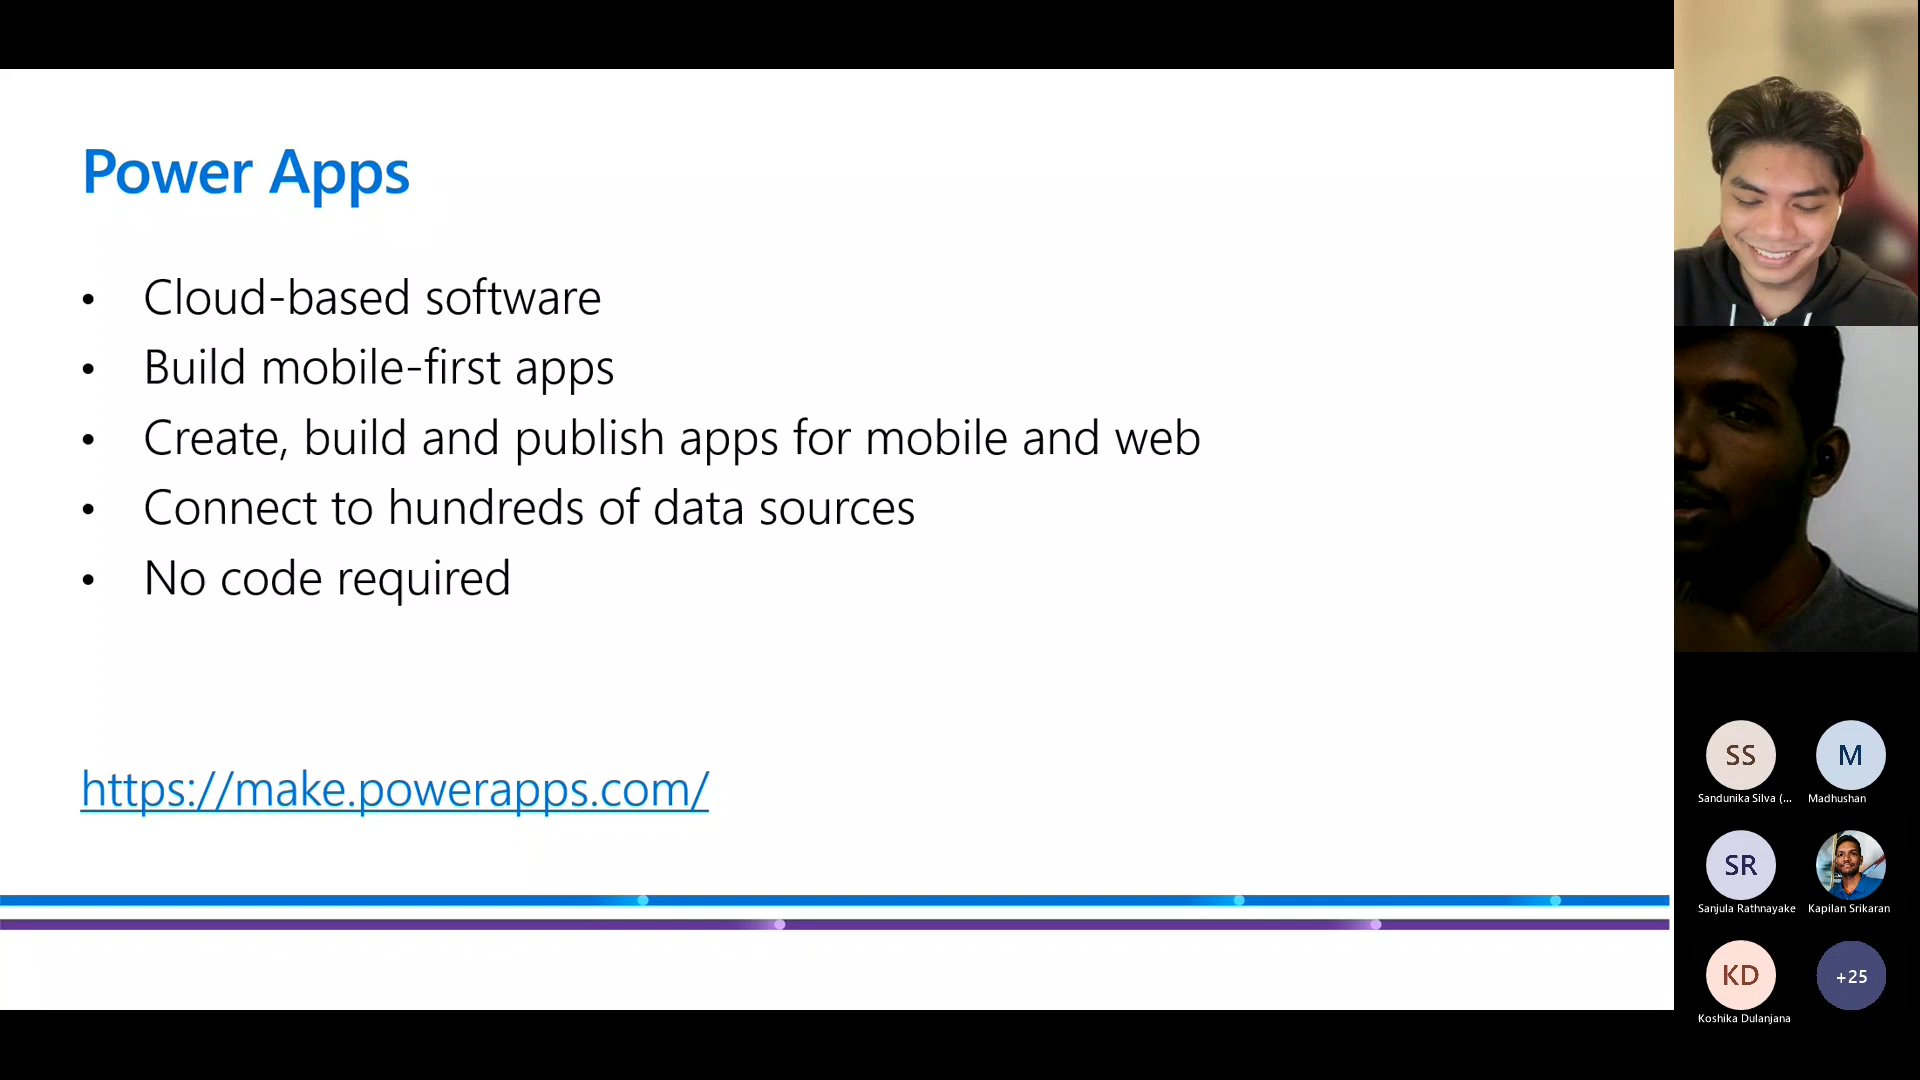 Power Apps
• Cloud-based software
• Build mobile-first apps
• Create, build and publish apps for mobile and web
• Connect to hundreds of data sources
• No code required
https://make.powerapps.com/
SS
M
Sandunika Silva (...
Madhushan
SR
Sanjula Rathnayake
Kapilan Srikaran
KD
+25
Koshika Dulanjana